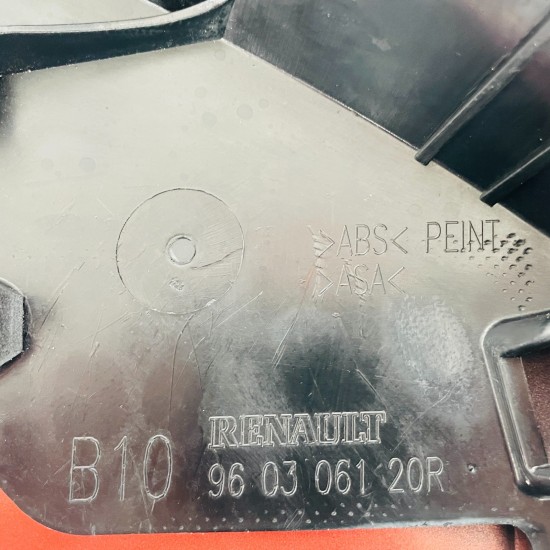 >ABS< PEINT
>ASA<
RENAULT
B10 96 03 061 20R